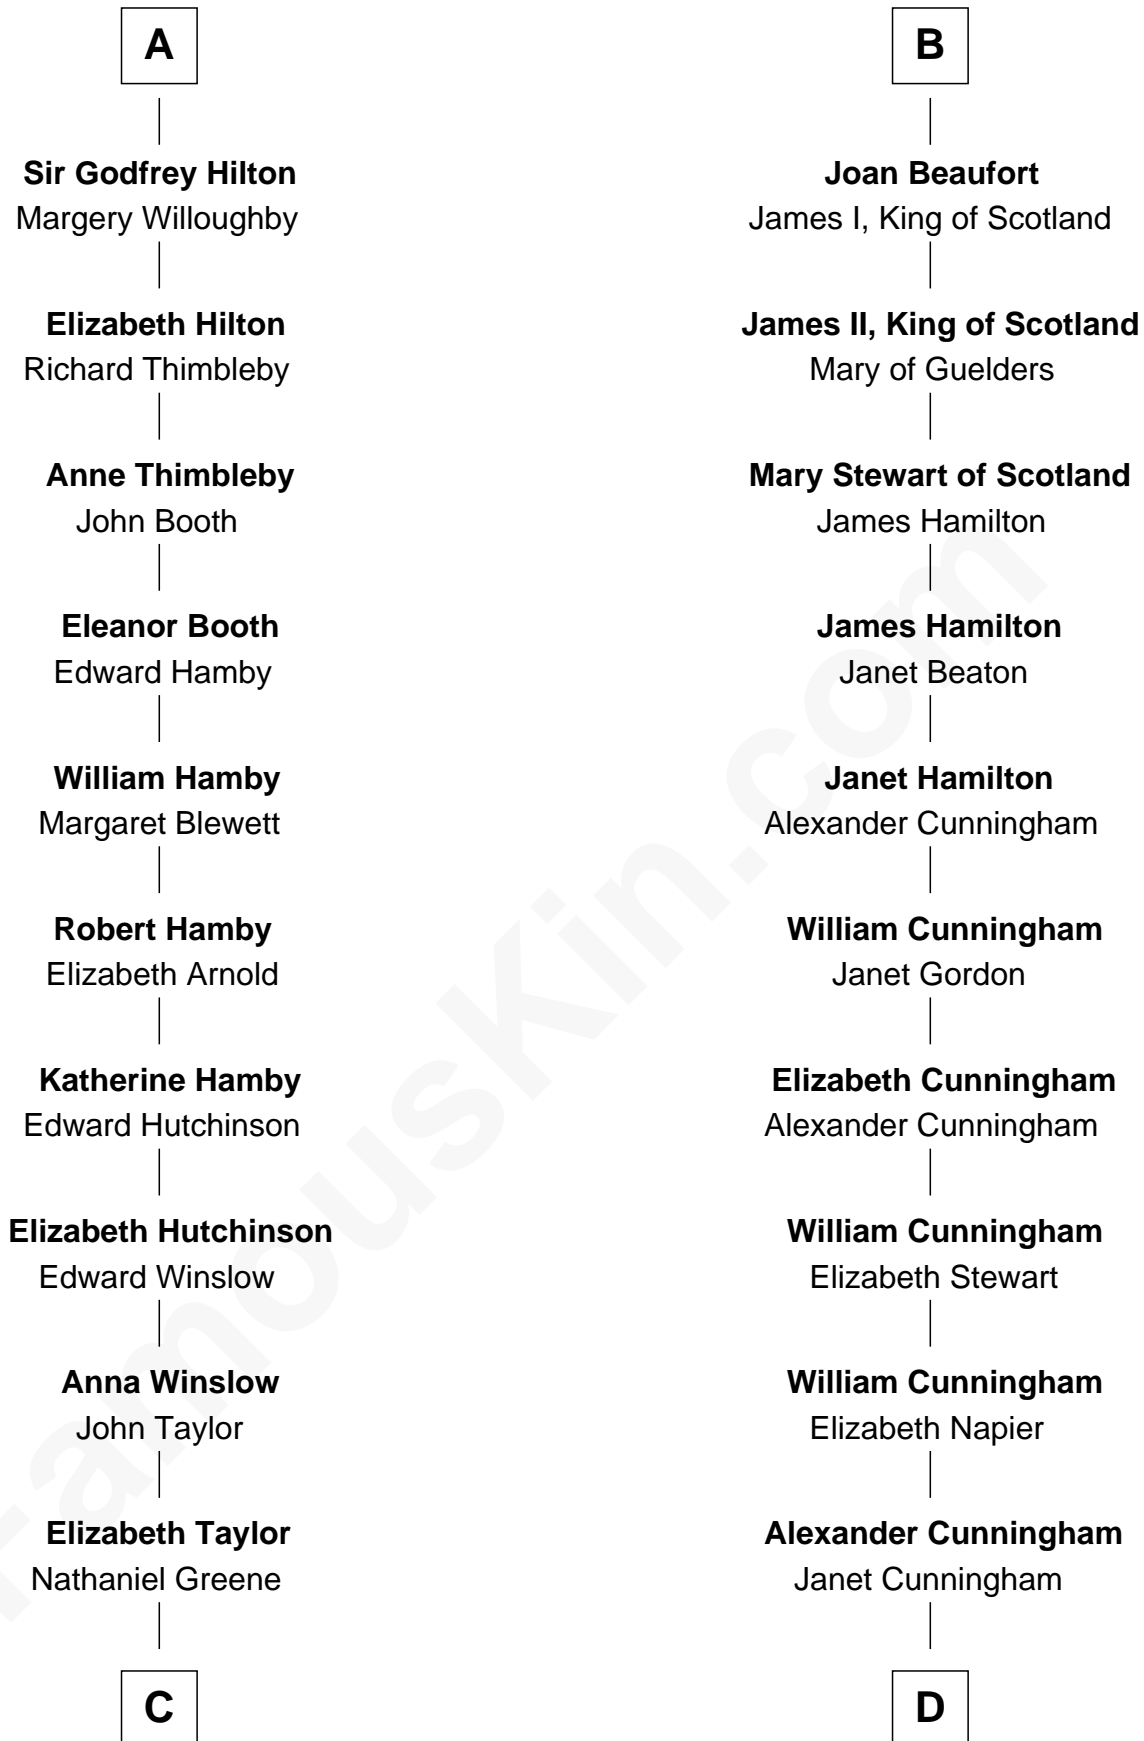 A
Sir Godfrey Hilton
Margery Willoughby
Elizabeth Hilton
Richard Thimbleby
Anne Thimbleby
John Booth
Eleanor Booth
Edward Hamby
William Hamby
Margaret Blewett
Robert Hamby
Elizabeth Arnold
Katherine Hamby
Edward Hutchinson
Elizabeth Hutchinson
Edward Winslow
Anna Winslow
John Taylor
Elizabeth Taylor
Nathaniel Greene
C
B
Joan Beaufort
James I, King of Scotland
James II, King of Scotland
Mary of Guelders
Mary Stewart of Scotland
James Hamilton
James Hamilton
Janet Beaton
Janet Hamilton
Alexander Cunningham
William Cunningham
Janet Gordon
Elizabeth Cunningham
Alexander Cunningham
William Cunningham
Elizabeth Stewart
William Cunningham
Elizabeth Napier
Alexander Cunningham
Janet Cunningham
D
FamousKin.com